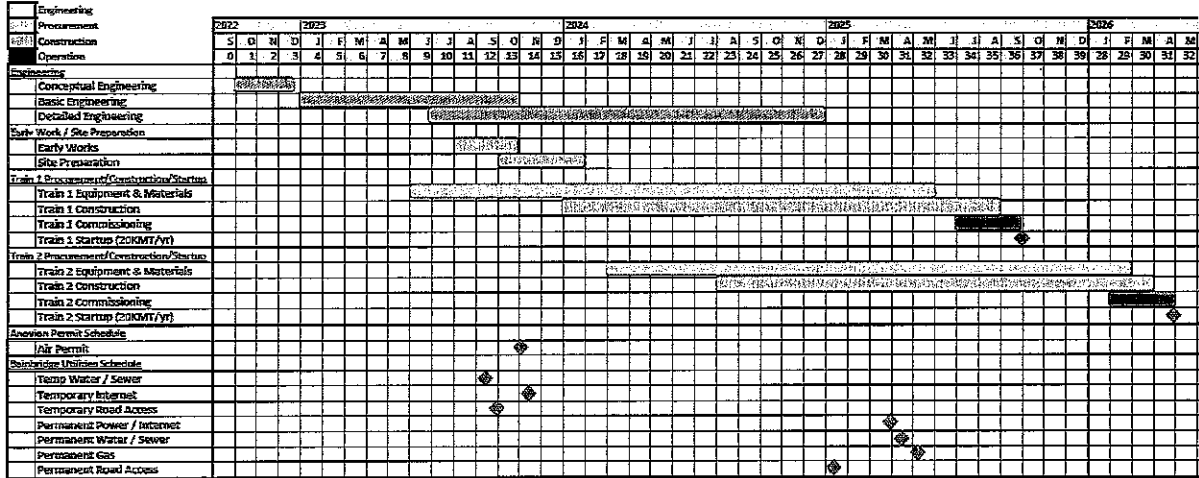 Engineering
Procurement
Construction
Operation
2022 2023 2024 2025 2026
S O N D J F M A M J J A S O N D J F M A M J J A S O N D J F M A M J J A S O N D J F M A M
0 1 2 3 4 5 6 7 8 9 10 11 12 13 14 15 16 17 18 19 20 21 22 23 24 25 26 27 28 29 30 31 32 33 34 35 36 37 38 39 28 29 30 31 32
Engineering
Conceptual Engineering
Basic Engineering
Detailed Engineering
Early Work / Site Preparation
Early Works
Site Preparation
Train 1 Procurement/Construction/Startup
Train 1 Equipment & Materials
Train 1 Construction
Train 1 Commissioning
Train 1 Startup (20KMT/yr)
Train 2 Procurement/Construction/Startup
Train 2 Equipment & Materials
Train 2 Construction
Train 2 Commissioning
Train 2 Startup (20KMT/yr)
Anovion Permit Schedule
Air Permit
Bainbridge Utilities Schedule
Temp Water / Sewer
Temporary Internet
Temporary Road Access
Permanent Power / Internet
Permanent Water / Sewer
Permanent Gas
Permanent Road Access